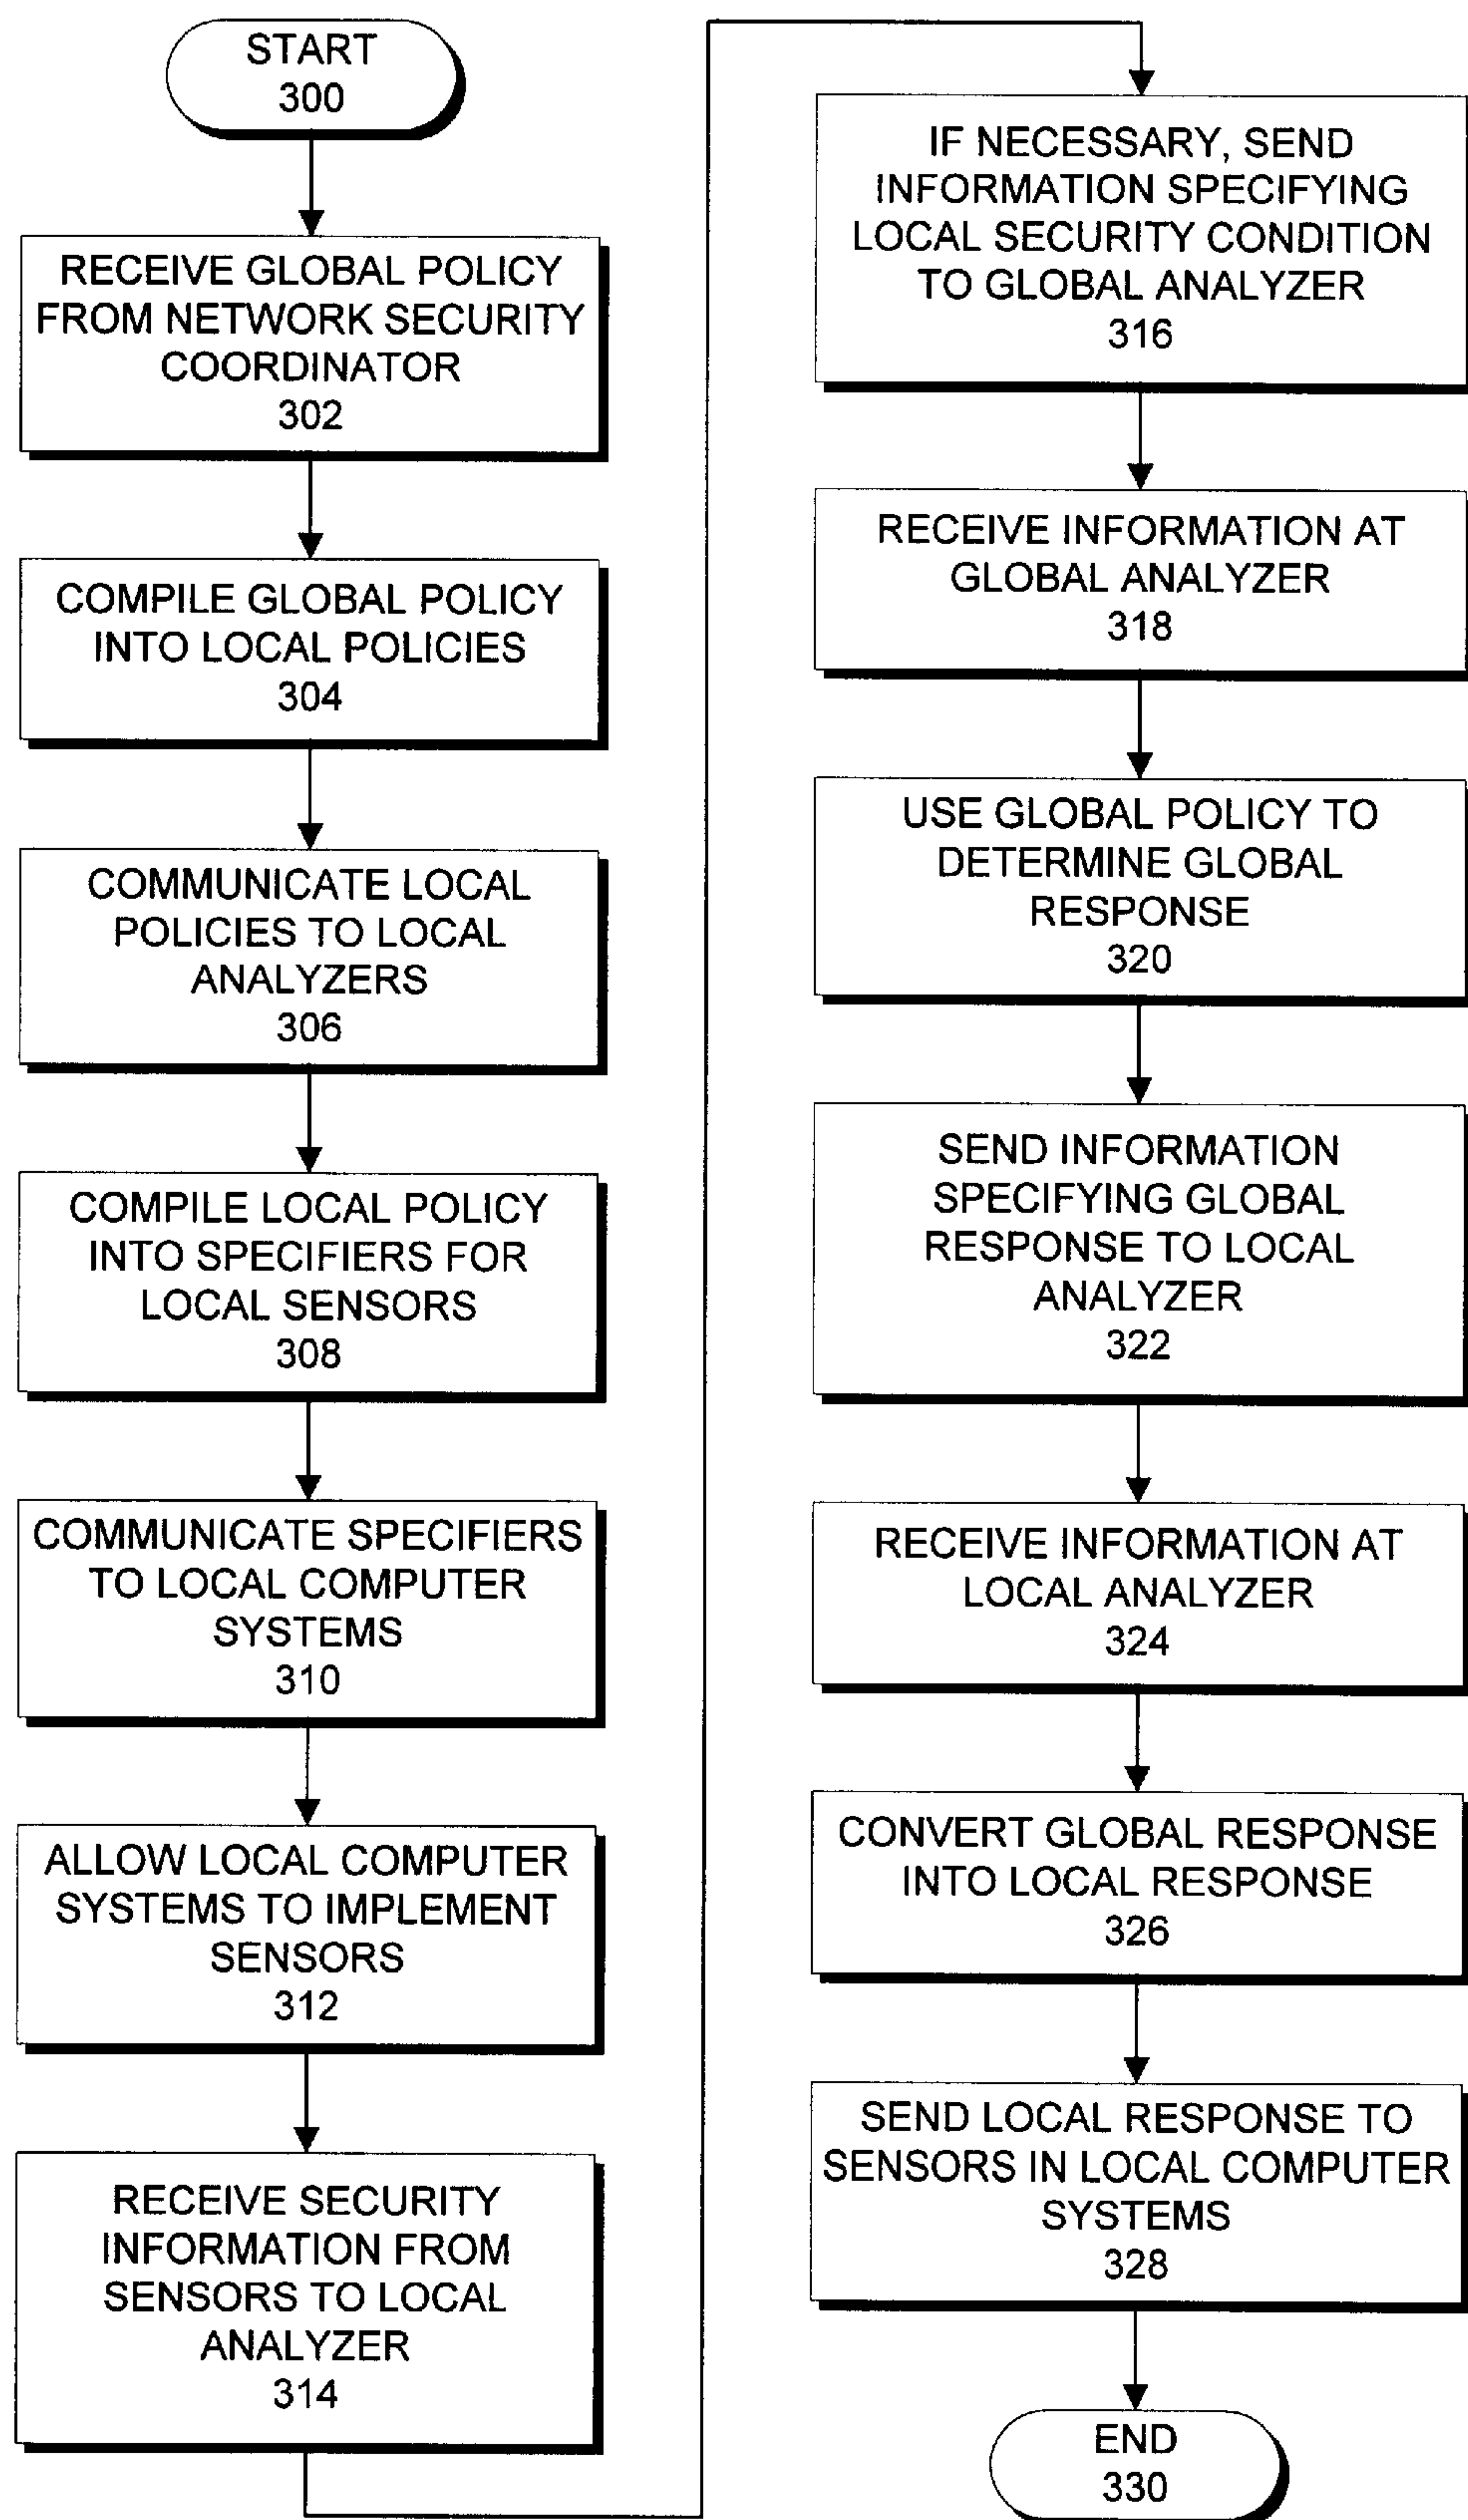 START
300
RECEIVE GLOBAL POLICY
FROM NETWORK SECURITY
COORDINATOR
302
COMPILE GLOBAL POLICY
INTO LOCAL POLICIES
304
COMMUNICATE LOCAL
POLICIES TO LOCAL
ANALYZERS
306
COMPILE LOCAL POLICY
INTO SPECIFIERS FOR
LOCAL SENSORS
308
COMMUNICATE SPECIFIERS
TO LOCAL COMPUTER
SYSTEMS
310
ALLOW LOCAL COMPUTER
SYSTEMS TO IMPLEMENT
SENSORS
312
RECEIVE SECURITY
INFORMATION FROM
SENSORS TO LOCAL
ANALYZER
314
IF NECESSARY, SEND
INFORMATION SPECIFYING
LOCAL SECURITY CONDITION
TO GLOBAL ANALYZER
316
RECEIVE INFORMATION AT
GLOBAL ANALYZER
318
USE GLOBAL POLICY TO
DETERMINE GLOBAL
RESPONSE
320
SEND INFORMATION
SPECIFYING GLOBAL
RESPONSE TO LOCAL
ANALYZER
322
RECEIVE INFORMATION AT
LOCAL ANALYZER
324
CONVERT GLOBAL RESPONSE
INTO LOCAL RESPONSE
326
SEND LOCAL RESPONSE TO
SENSORS IN LOCAL COMPUTER
SYSTEMS
328
END
330